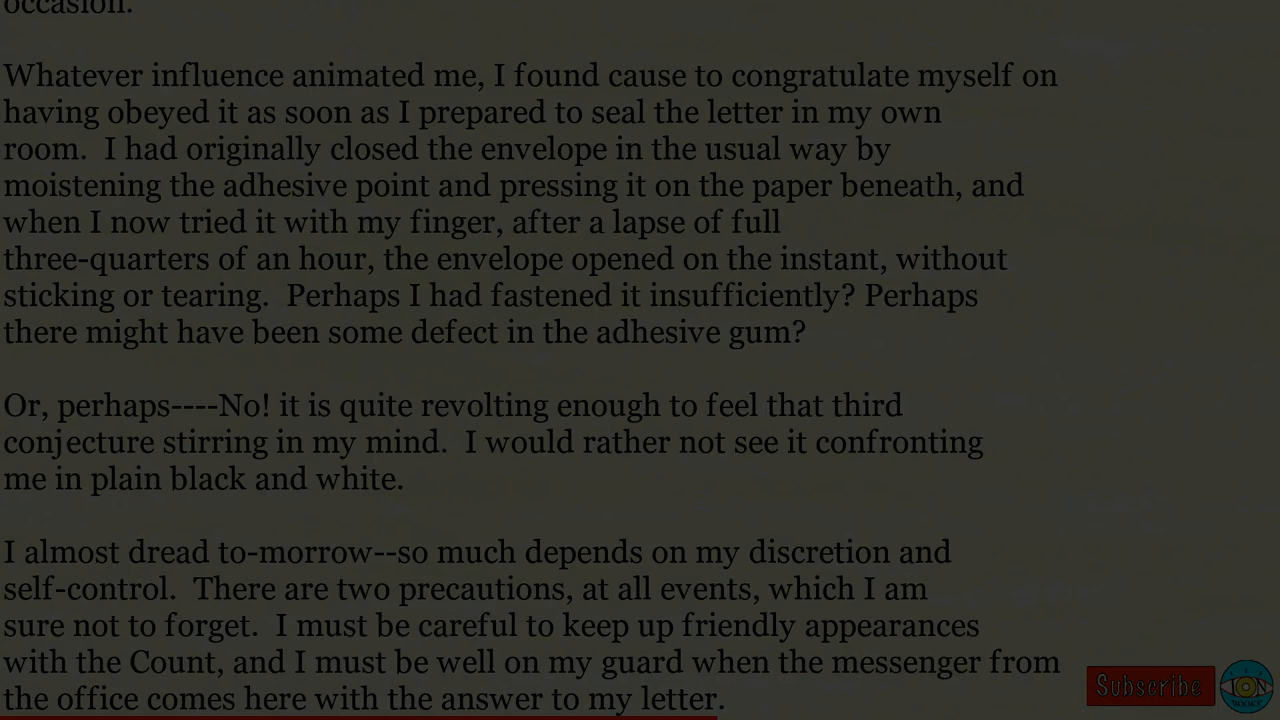 occasion.
Whatever influence animated me, I found cause to congratulate myself on
having obeyed it as soon as I prepared to seal the letter in my own
room.  I had originally closed the envelope in the usual way by
moistening the adhesive point and pressing it on the paper beneath, and
when I now tried it with my finger, after a lapse of full
three-quarters of an hour, the envelope opened on the instant, without
sticking or tearing.  Perhaps I had fastened it insufficiently? Perhaps
there might have been some defect in the adhesive gum?
Or, perhaps----No! it is quite revolting enough to feel that third
conjecture stirring in my mind.  I would rather not see it confronting
me in plain black and white.
I almost dread to-morrow--so much depends on my discretion and
self-control.  There are two precautions, at all events, which I am
sure not to forget.  I must be careful to keep up friendly appearances
with the Count, and I must be well on my guard when the messenger from
the office comes here with the answer to my letter.
Subscribe
ION
BOOKS